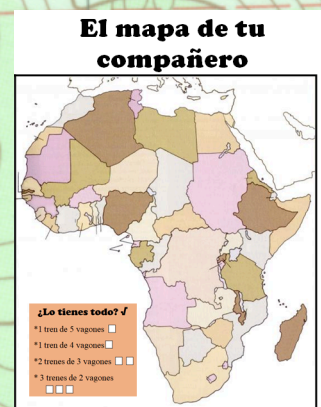 El mapa de tu
compañero
¿Lo tienes todo? √
*1 tren de 5 vagones □
*1 tren de 4 vagones □
*2 trenes de 3 vagones □ □
* 3 trenes de 2 vagones
□ □ □